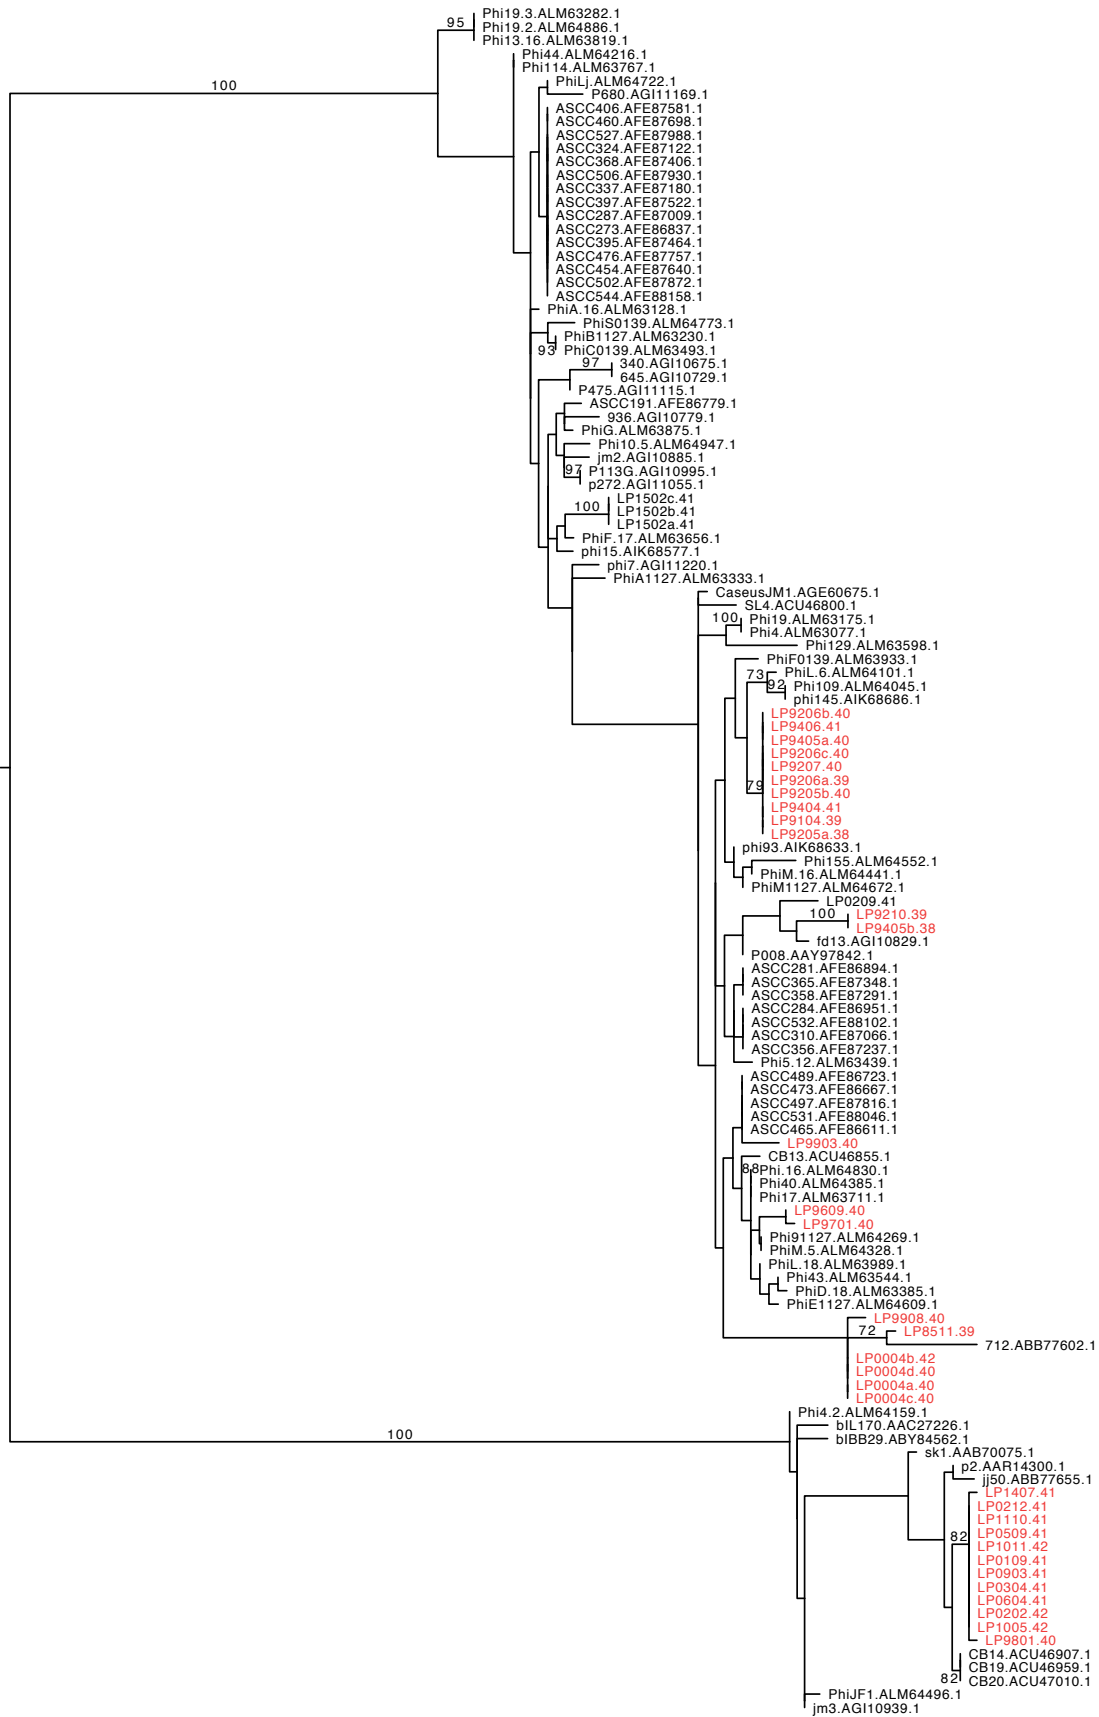 Phi19.3.ALM63282.1
95
Phi19.2.ALM64886.1
Phi13.16.ALM63819.1
Phi44.ALM64216.1
Phi114.ALM63767.1
PhiLj.ALM64722.1
100
P680.AGI11169.1
ASCC406.AFE87581.1
ASCC460.AFE87698.1
ASCC527.AFE87988.1
ASCC324.AFE87122.1
ASCC368.AFE87406.1
ASCC506.AFE87930.1
ASCC337.AFE87180.1
ASCC397.AFE87522.1
ASCC287.AFE87009.1
ASCC273.AFE86837.1
ASCC395.AFE87464.1
ASCC476.AFE87757.1
ASCC454.AFE87640.1
ASCC502.AFE87872.1
ASCC544.AFE88158.1
PhiA.16.ALM63128.1
PhiS0139.ALM64773.1
PhiB1127.ALM63230.1
93
PhiC0139.ALM63493.1
97
340.AGI10675.1
645.AGI10729.1
P475.AGI11115.1
ASCC191.AFE86779.1
936.AGI10779.1
PhiG.ALM63875.1
Phi10.5.ALM64947.1
jm2.AGI10885.1
97
P113G.AGI10995.1
p272.AGI11055.1
LP1502c.41
100
LP1502b.41
LP1502a.41
PhiF.17.ALM63656.1
phi15.AIK68577.1
phi7.AGI11220.1
PhiA1127.ALM63333.1
CaseusJM1.AGE60675.1
SL4.ACU46800.1
100
Phi19.ALM63175.1
Phi4.ALM63077.1
Phi129.ALM63598.1
PhiF0139.ALM63933.1
73
PhiL.6.ALM64101.1
92
Phi109.ALM64045.1
phi145.AIK68686.1
LP9206b.40
LP9406.41
LP9405a.40
LP9206c.40
LP9207.40
LP9206a.39
79
LP9205b.40
LP9404.41
LP9104.39
LP9205a.38
phi93.AIK68633.1
Phi155.ALM64552.1
PhiM.16.ALM64441.1
PhiM1127.ALM64672.1
LP0209.41
100
LP9210.39
LP9405b.38
fd13.AGI10829.1
P008.AAY97842.1
ASCC281.AFE86894.1
ASCC365.AFE87348.1
ASCC358.AFE87291.1
ASCC284.AFE86951.1
ASCC532.AFE88102.1
ASCC310.AFE87066.1
ASCC356.AFE87237.1
Phi5.12.ALM63439.1
ASCC489.AFE86723.1
ASCC473.AFE86667.1
ASCC497.AFE87816.1
ASCC531.AFE88046.1
ASCC465.AFE86611.1
LP9903.40
CB13.ACU46855.1
88
Phi.16.ALM64830.1
Phi40.ALM64385.1
Phi17.ALM63711.1
LP9609.40
LP9701.40
Phi91127.ALM64269.1
PhiM.5.ALM64328.1
PhiL.18.ALM63989.1
Phi43.ALM63544.1
PhiD.18.ALM63385.1
PhiE1127.ALM64609.1
LP9908.40
72
LP8511.39
712.ABB77602.1
LP0004b.42
LP0004d.40
LP0004a.40
LP0004c.40
Phi4.2.ALM64159.1
100
bIL170.AAC27226.1
bIBB29.ABY84562.1
sk1.AAB70075.1
p2.AAR14300.1
jj50.ABB77655.1
LP1407.41
LP0212.41
LP1110.41
82
LP0509.41
LP1011.42
LP0109.41
LP0903.41
LP0304.41
LP0604.41
LP0202.42
LP1005.42
LP9801.40
CB14.ACU46907.1
CB19.ACU46959.1
82
CB20.ACU47010.1
PhiJF1.ALM64496.1
jm3.AGI10939.1